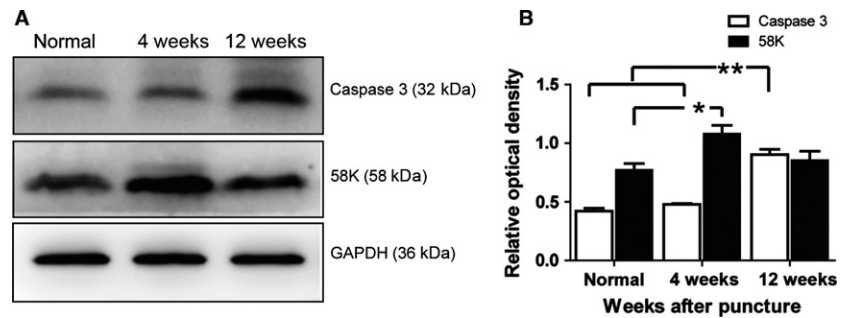 A
Normal 4 weeks 12 weeks
Caspase 3 (32 kDa)
58K (58 kDa)
GAPDH (36 kDa)
B
Caspase 3
58K
**
*
Relative optical density
1.5
1.0
0.5
0.0
Normal 4 weeks 12 weeks
Weeks after puncture